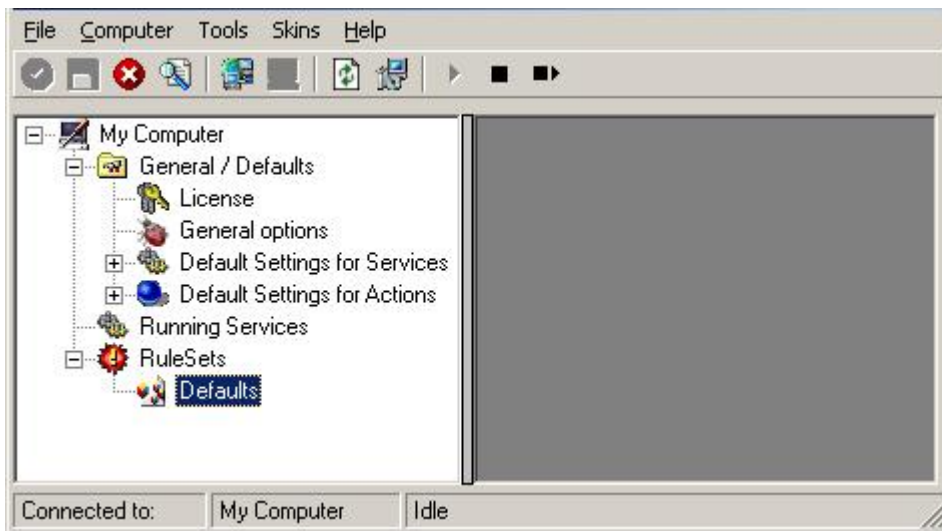 File Computer Tools Skins Help
My Computer
General / Defaults
License
General options
Default Settings for Services
Default Settings for Actions
Running Services
RuleSets
Defaults
Connected to: My Computer Idle